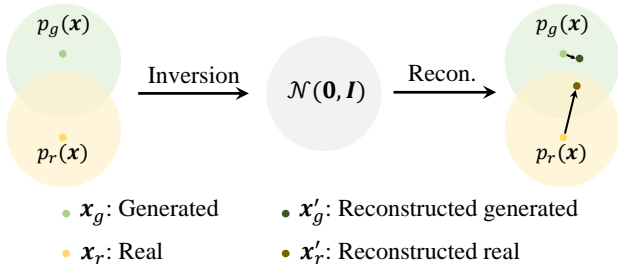 p_g(x) p_g(x)
Inversion N(0, I) Recon.
p_r(x) p_r(x)
x_g: Generated x′_g: Reconstructed generated
x_r: Real x′_r: Reconstructed real